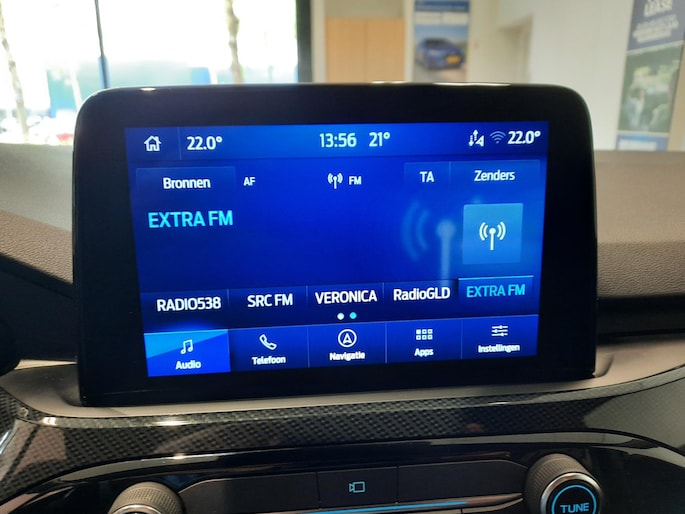 22.0° 13:56 21° 22.0°
Bronnen AF FM TA Zenders
EXTRA FM
RADIO538 SRC FM VERONICA RadioGLD EXTRA FM
Audio Telefoon Navigatie Apps Instellingen
TUNE